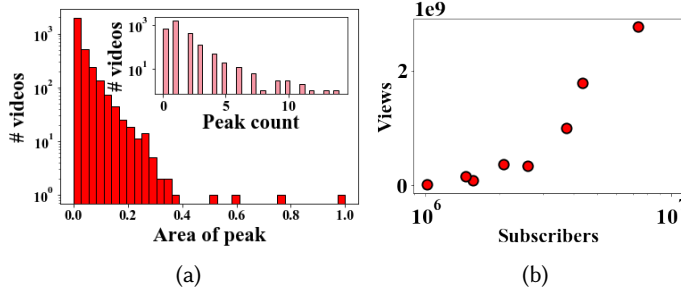 10³
10²
10¹
10⁰
# videos
0.0 0.2 0.4 0.6 0.8 1.0
Area of peak
10³
10¹
# videos
0 5 10
Peak count
(a)
1e9
2
0
Views
10⁶ 10⁷
Subscribers
(b)